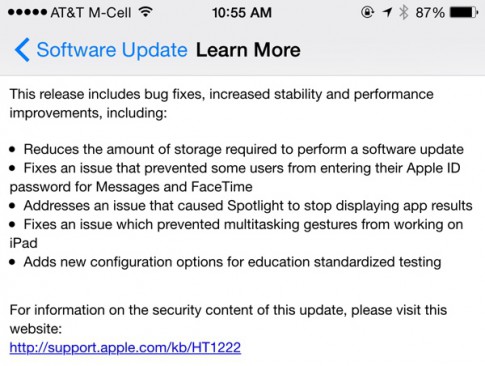 AT&T M-Cell 10:55 AM 87%
Software Update Learn More
This release includes bug fixes, increased stability and performance
improvements, including:
• Reduces the amount of storage required to perform a software update
• Fixes an issue that prevented some users from entering their Apple ID
password for Messages and FaceTime
• Addresses an issue that caused Spotlight to stop displaying app results
• Fixes an issue which prevented multitasking gestures from working on
iPad
• Adds new configuration options for education standardized testing
For information on the security content of this update, please visit this
website:
http://support.apple.com/kb/HT1222